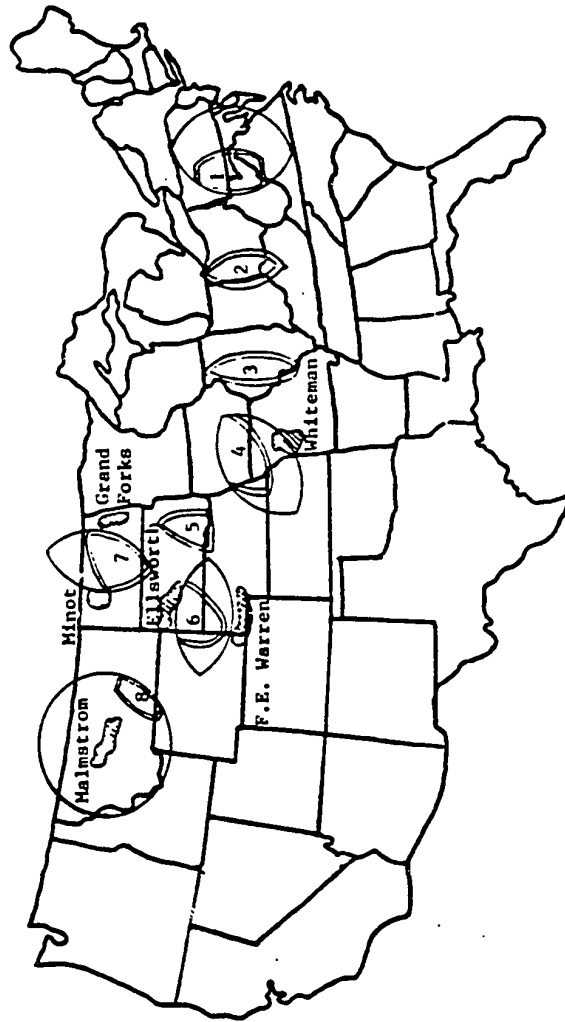 Malmstrom
8
Minot
7
Grand
Forks
Ellsworth
5
6
F.E. Warren
4
Whiteman
3
2
1